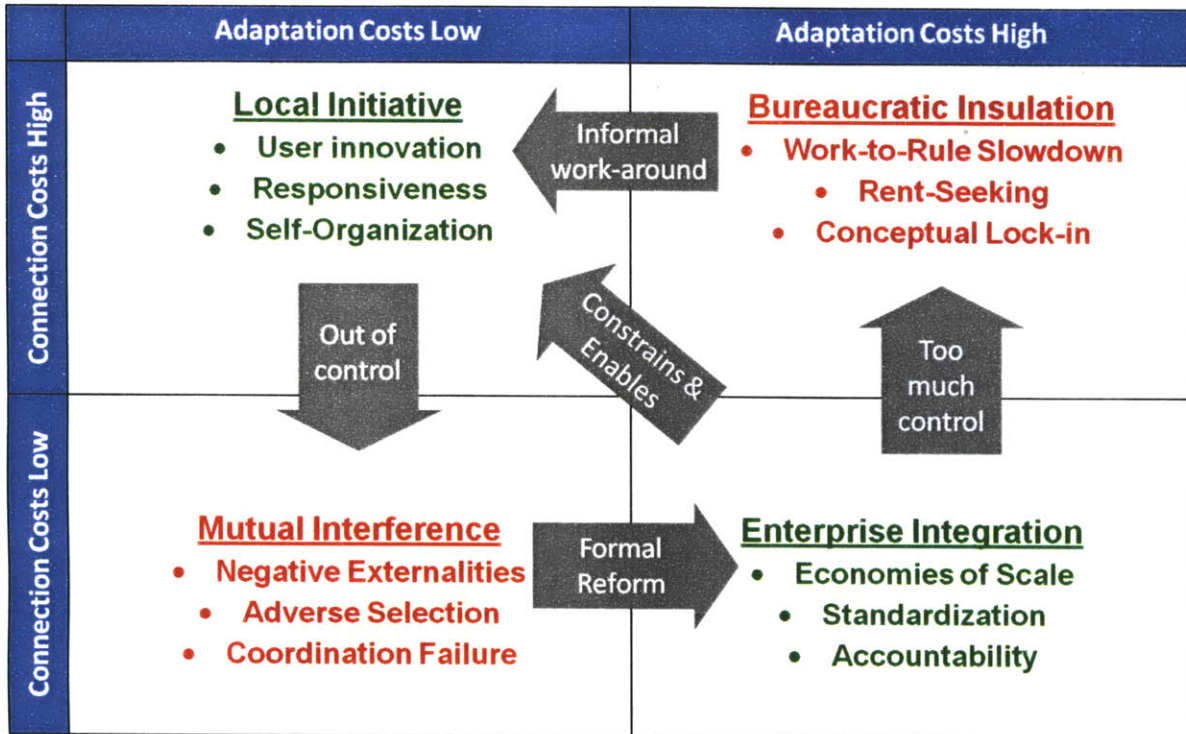 Adaptation Costs Low
Adaptation Costs High
Connection Costs High
Local Initiative
• User innovation
• Responsiveness
• Self-Organization
Informal
work-around
Bureaucratic Insulation
• Work-to-Rule Slowdown
• Rent-Seeking
• Conceptual Lock-in
Out of
control
Constrains &
Enables
Too
much
control
Connection Costs Low
Mutual Interference
• Negative Externalities
• Adverse Selection
• Coordination Failure
Formal
Reform
Enterprise Integration
• Economies of Scale
• Standardization
• Accountability